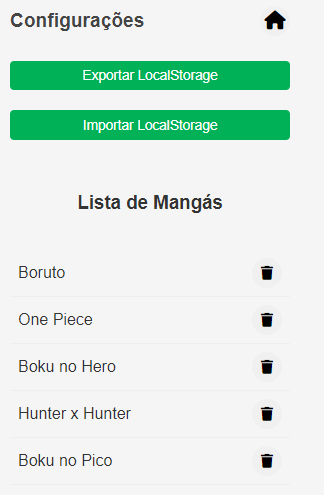 Configurações
Exportar LocalStorage
Importar LocalStorage
Lista de Mangás
Boruto
One Piece
Boku no Hero
Hunter x Hunter
Boku no Pico